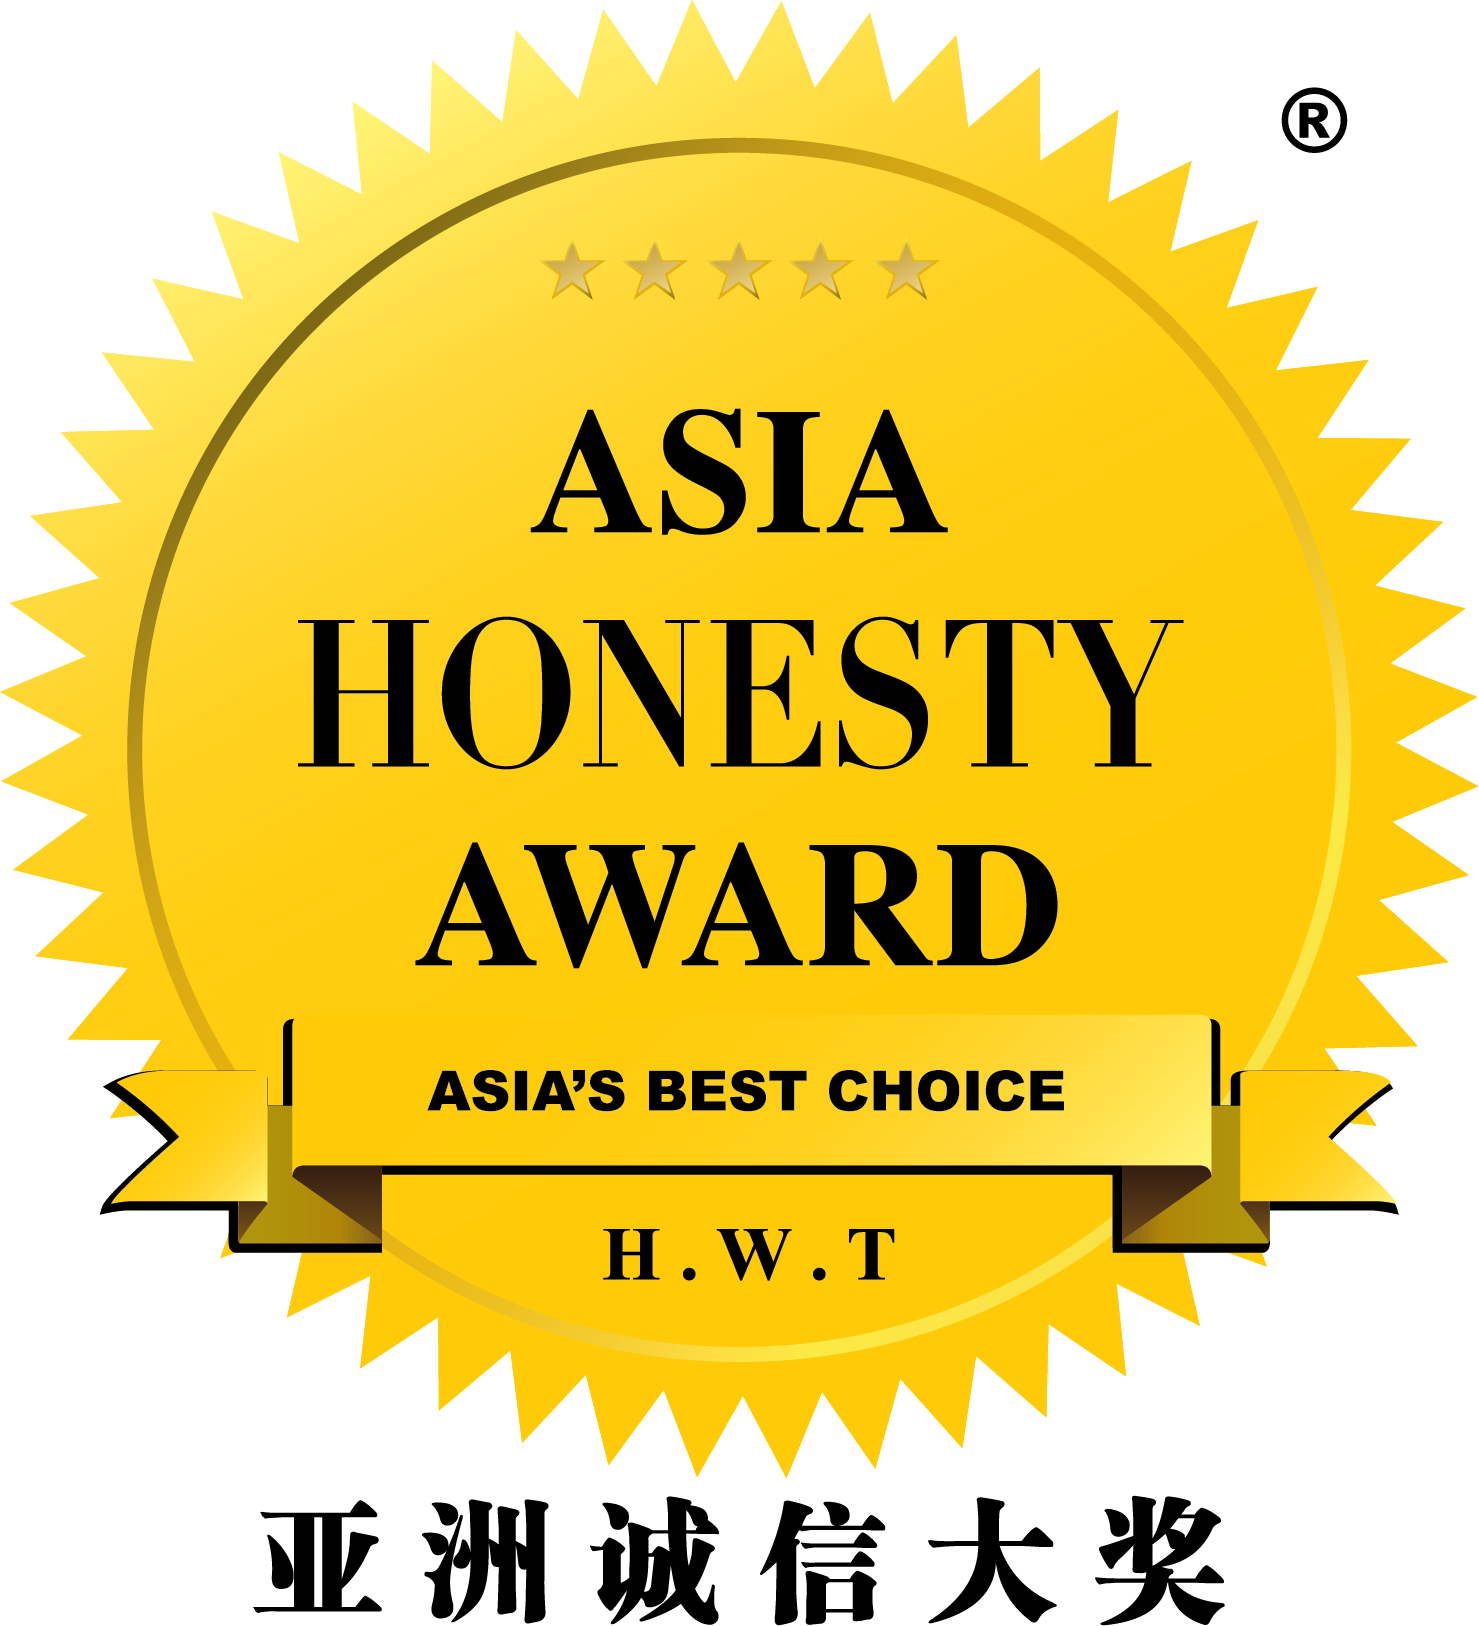 ®
ASIA
HONESTY
AWARD
ASIA’S BEST CHOICE
H.W.T
亚洲诚信大奖